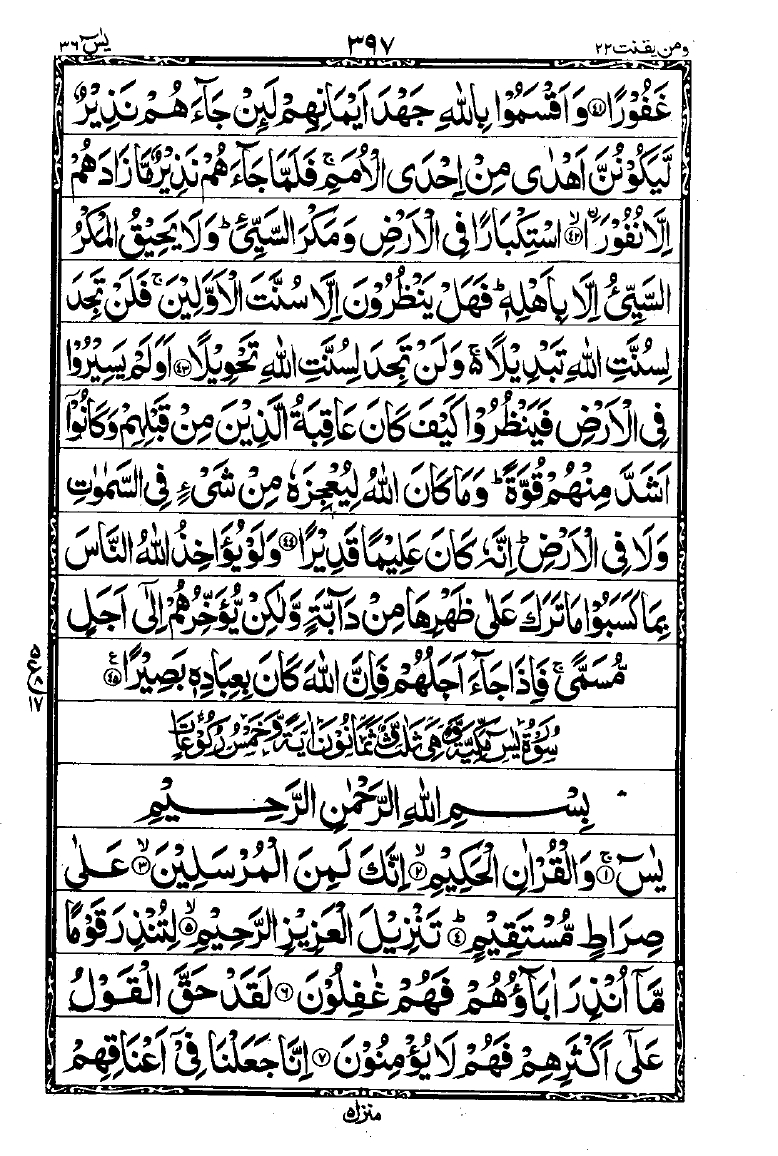 ومن يقنت ٢٢ ٣٩٧ يٰسٓ ٣٦
غَفُوْرًا ﴿٤١﴾ وَاَقْسَمُوْا بِاللّٰهِ جَهْدَ اَيْمَانِهِمْ لَئِنْ جَآءَهُمْ نَذِيْرٌ
لَّيَكُوْنُنَّ اَهْدٰى مِنْ اِحْدَى الْاُمَمِ ۚ فَلَمَّا جَآءَهُمْ نَذِيْرٌ مَّا زَادَهُمْ
اِلَّا نُفُوْرَا ۙ﴿٤٢﴾ اسْتِكْبَارًا فِى الْاَرْضِ وَمَكْرَ السَّيِّئِ ؕ وَلَا يَحِيْقُ الْمَكْرُ
السَّيِّئُ اِلَّا بِاَهْلِهٖ ؕ فَهَلْ يَنْظُرُوْنَ اِلَّا سُنَّتَ الْاَوَّلِيْنَ ۚ فَلَنْ تَجِدَ
لِسُنَّتِ اللّٰهِ تَبْدِيْلًا ۚ۬ وَلَنْ تَجِدَ لِسُنَّتِ اللّٰهِ تَحْوِيْلًا ﴿٤٣﴾ اَوَلَمْ يَسِيْرُوْا
فِى الْاَرْضِ فَيَنْظُرُوْا كَيْفَ كَانَ عَاقِبَةُ الَّذِيْنَ مِنْ قَبْلِهِمْ وَكَانُوْۤا
اَشَدَّ مِنْهُمْ قُوَّةً ؕ وَمَا كَانَ اللّٰهُ لِيُعْجِزَهٗ مِنْ شَىْءٍ فِى السَّمٰوٰتِ
وَلَا فِى الْاَرْضِ ؕ اِنَّهٗ كَانَ عَلِيْمًا قَدِيْرًا ﴿٤٤﴾ وَلَوْ يُؤَاخِذُ اللّٰهُ النَّاسَ
بِمَا كَسَبُوْا مَا تَرَكَ عَلٰى ظَهْرِهَا مِنْ دَآبَّةٍ وَّلٰكِنْ يُّؤَخِّرُهُمْ اِلٰٓى اَجَلٍ
مُّسَمًّى ۚ فَاِذَا جَآءَ اَجَلُهُمْ فَاِنَّ اللّٰهَ كَانَ بِعِبَادِهٖ بَصِيْرًا ﴿٤٥﴾ ع
٥ ع ٨ ١٧
سُوْرَةُ يٰسٓ مَكِّيَّةٌ وَّهِيَ ثَلٰثٌ وَّثَمَانُوْنَ اٰيَةً وَّخَمْسُ رُكُوْعَاتٍ
بِسْمِ اللّٰهِ الرَّحْمٰنِ الرَّحِيْمِ
يٰسٓ ۚ﴿١﴾ وَالْقُرْاٰنِ الْحَكِيْمِ ۙ﴿٢﴾ اِنَّكَ لَمِنَ الْمُرْسَلِيْنَ ۙ﴿٣﴾ عَلٰى
صِرَاطٍ مُّسْتَقِيْمٍ ؕ﴿٤﴾ تَنْزِيْلَ الْعَزِيْزِ الرَّحِيْمِ ۙ﴿٥﴾ لِتُنْذِرَ قَوْمًا
مَّاۤ اُنْذِرَ اٰبَآؤُهُمْ فَهُمْ غٰفِلُوْنَ ﴿٦﴾ لَقَدْ حَقَّ الْقَوْلُ
عَلٰٓى اَكْثَرِهِمْ فَهُمْ لَا يُؤْمِنُوْنَ ﴿٧﴾ اِنَّا جَعَلْنَا فِىْۤ اَعْنَاقِهِمْ
منزل ٥